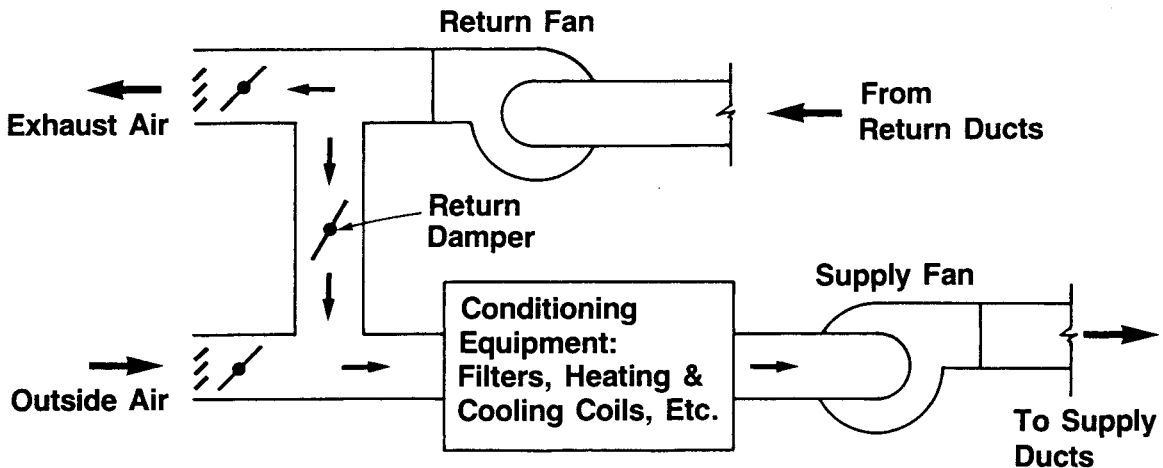 Return Fan
Exhaust Air
From
Return Ducts
Return
Damper
Supply Fan
Conditioning
Equipment:
Filters, Heating &
Cooling Coils, Etc.
Outside Air
To Supply
Ducts